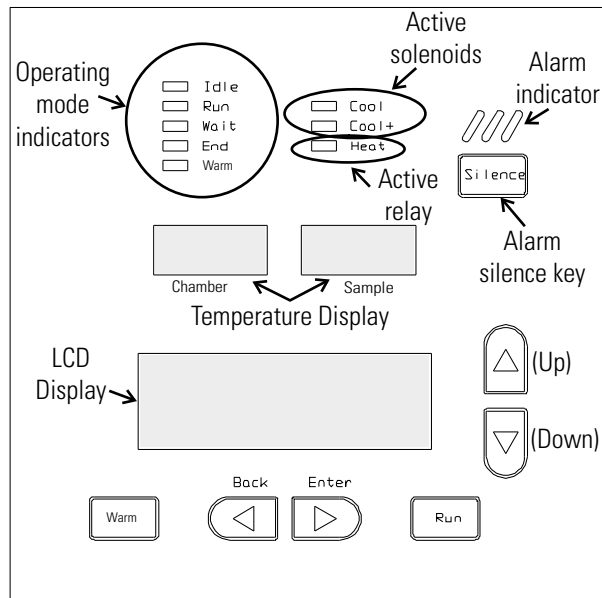 Operating
mode
indicators
Idle
Run
Wait
End
Warm
Active
solenoids
Cool
Cool+
Heat
Active
relay
Alarm
indicator
Silence
Alarm
silence key
Chamber
Sample
Temperature Display
LCD
Display
(Up)
(Down)
Back
Enter
Warm
Run